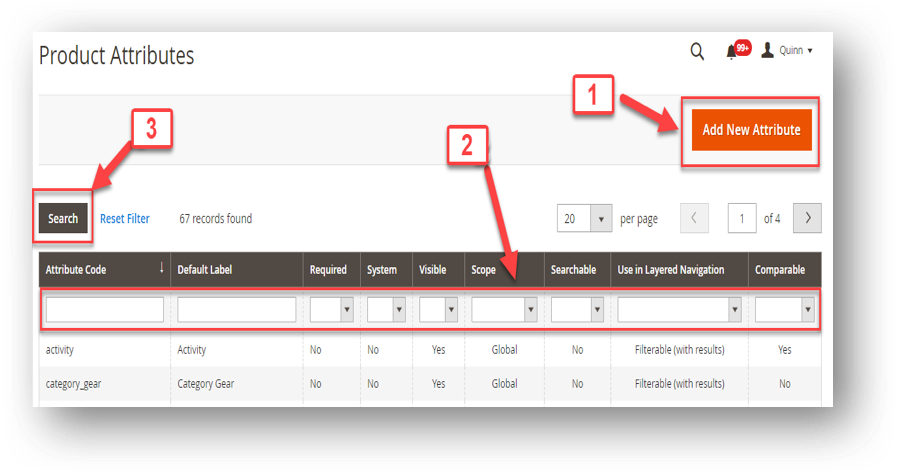 Product Attributes
99+ Quinn
1
Add New Attribute
3
2
Search Reset Filter 67 records found 20 per page 1 of 4
Attribute Code Default Label Required System Visible Scope Searchable Use in Layered Navigation Comparable
activity Activity No No Yes Global No Filterable (with results) Yes
category_gear Category Gear No No Yes Global No Filterable (with results) No